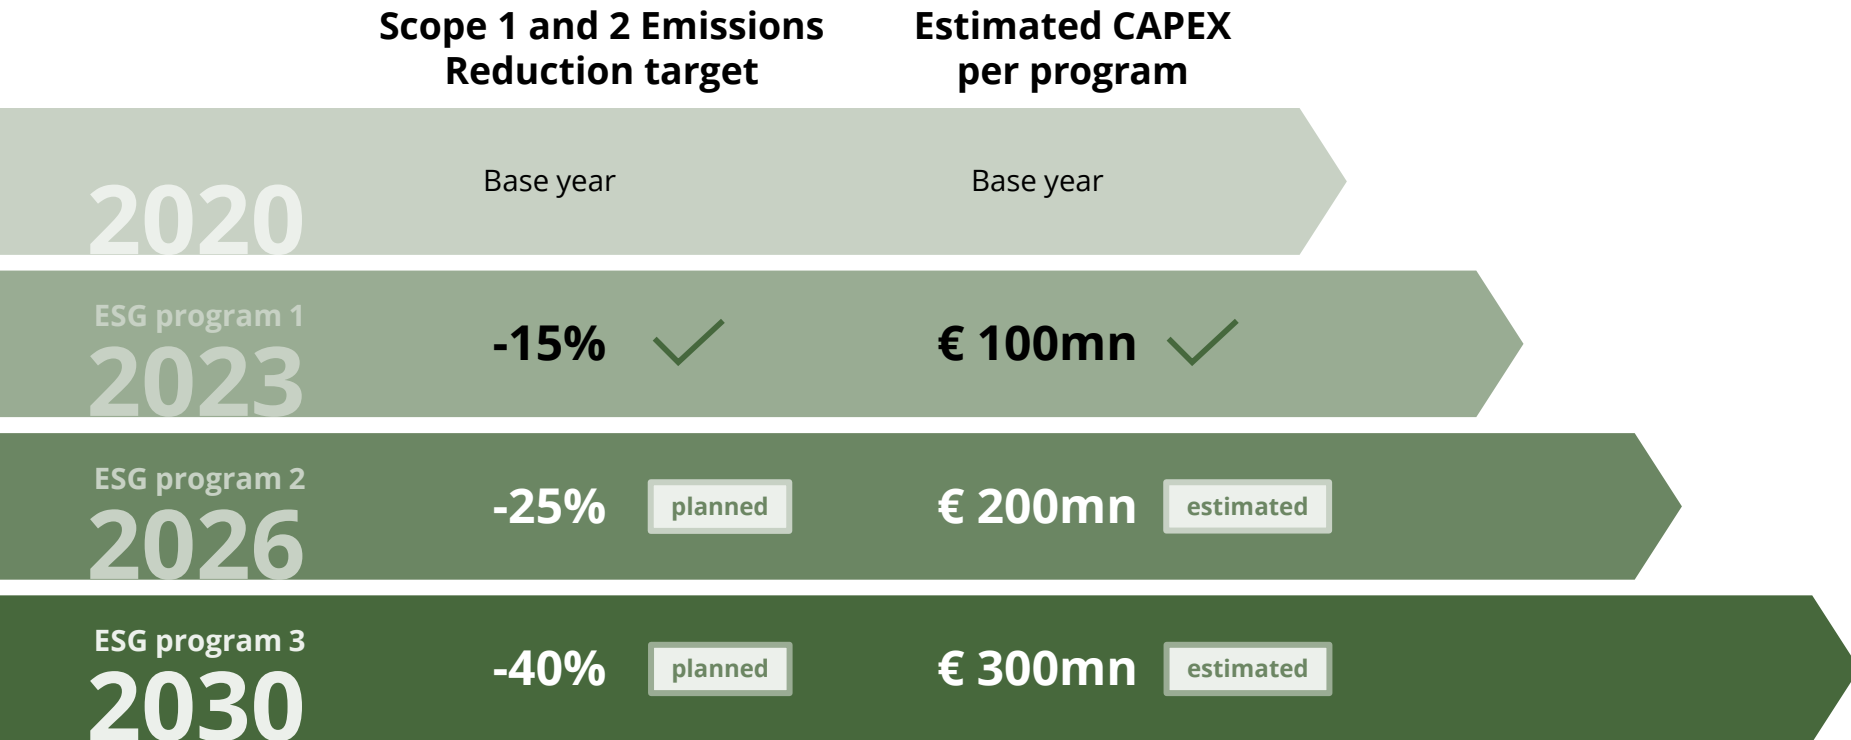 Scope 1 and 2 Emissions
Reduction target
Estimated CAPEX
per program
2020
Base year
Base year
ESG program 1
2023
-15%
€ 100mn
ESG program 2
2026
-25%
planned
€ 200mn
estimated
ESG program 3
2030
-40%
planned
€ 300mn
estimated